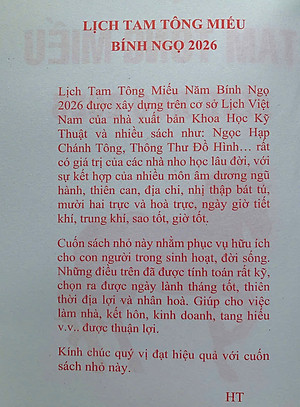 LỊCH TAM TÔNG MIẾU
BÍNH NGỌ 2026
Lịch Tam Tông Miếu Năm Bính Ngọ
2026 được xây dựng trên cơ sở Lịch Việt
Nam của nhà xuất bản Khoa Học Kỹ
Thuật và nhiều sách như: Ngọc Hạp
Chánh Tông, Thông Thư Đồ Hình... rất
có giá trị của các nhà nho học lâu đời, với
sự kết hợp của nhiều môn âm dương ngũ
hành, thiên can, địa chi, nhị thập bát tú,
mười hai trực và hoà trực, ngày giờ tiết
khí, trung khí, sao tốt, giờ tốt.
Cuốn sách nhỏ này nhằm phục vụ hữu ích
cho con người trong sinh hoạt, đời sống.
Những điều trên đã được tính toán rất kỹ,
chọn ra được ngày lành tháng tốt, thiên
thời địa lợi và nhân hoà. Giúp cho việc
làm nhà, kết hôn, kinh doanh, tang hiếu
v.v.. được thuận lợi.
Kính chúc quý vị đạt hiệu quả với cuốn
sách nhỏ này.
HT